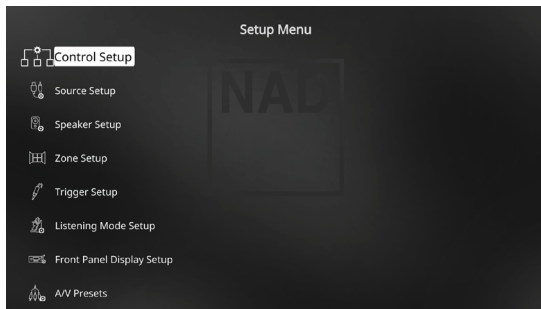 Setup Menu
NAD
Control Setup
Source Setup
Speaker Setup
Zone Setup
Trigger Setup
Listening Mode Setup
Front Panel Display Setup
A/V Presets